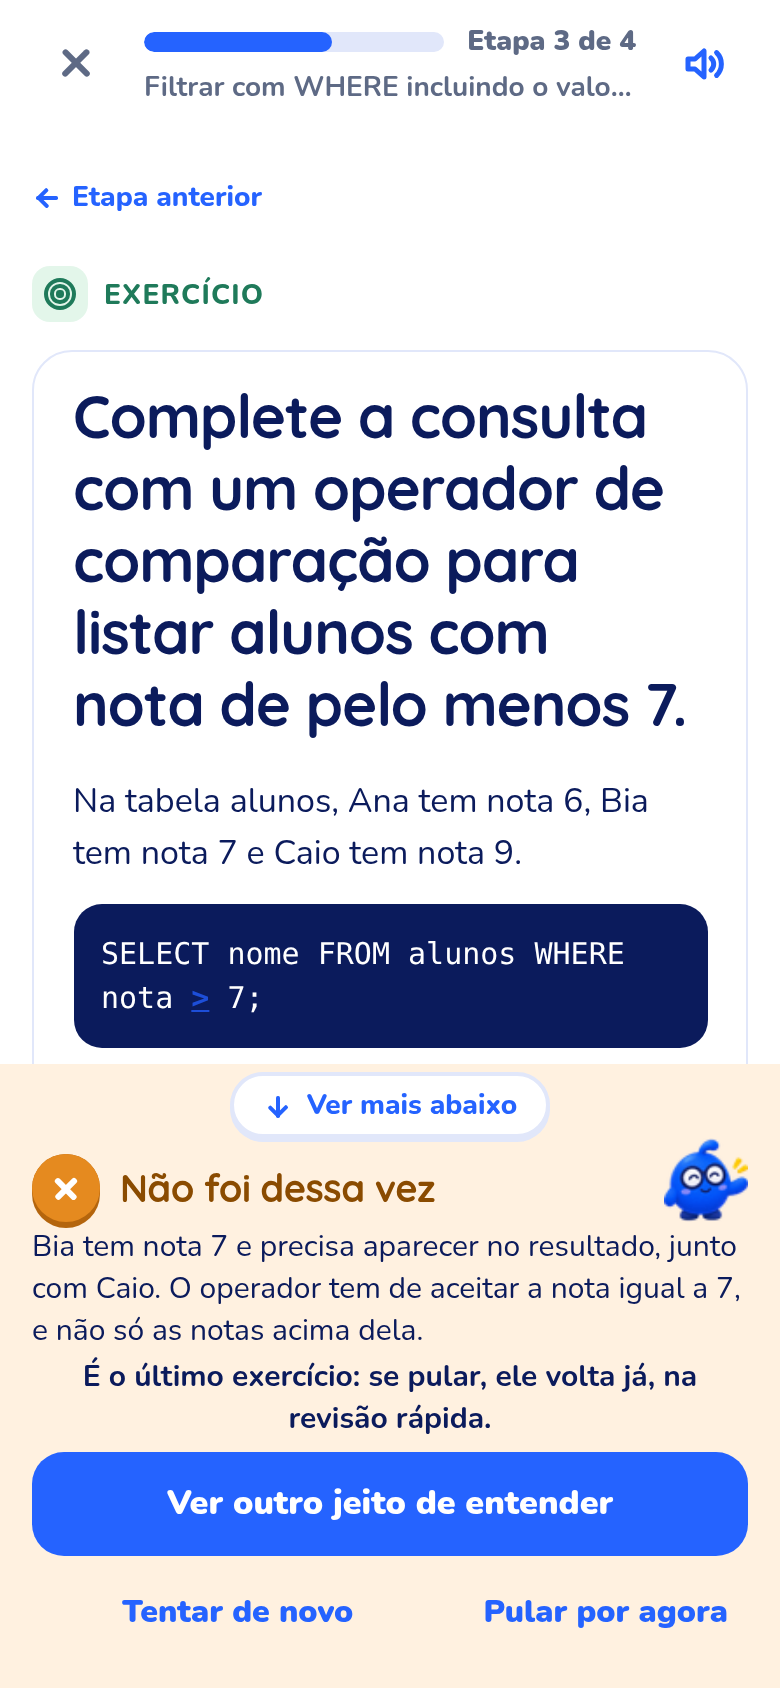 Etapa 3 de 4
Filtrar com WHERE incluindo o valo...
Etapa anterior
EXERCÍCIO
Complete a consulta
com um operador de
comparação para
listar alunos com
nota de pelo menos 7.
Na tabela alunos, Ana tem nota 6, Bia
tem nota 7 e Caio tem nota 9.
SELECT nome FROM alunos WHERE
nota > 7;
Ver mais abaixo
Não foi dessa vez
Bia tem nota 7 e precisa aparecer no resultado, junto
com Caio. O operador tem de aceitar a nota igual a 7,
e não só as notas acima dela.
É o último exercício: se pular, ele volta já, na
revisão rápida.
Ver outro jeito de entender
Tentar de novo
Pular por agora